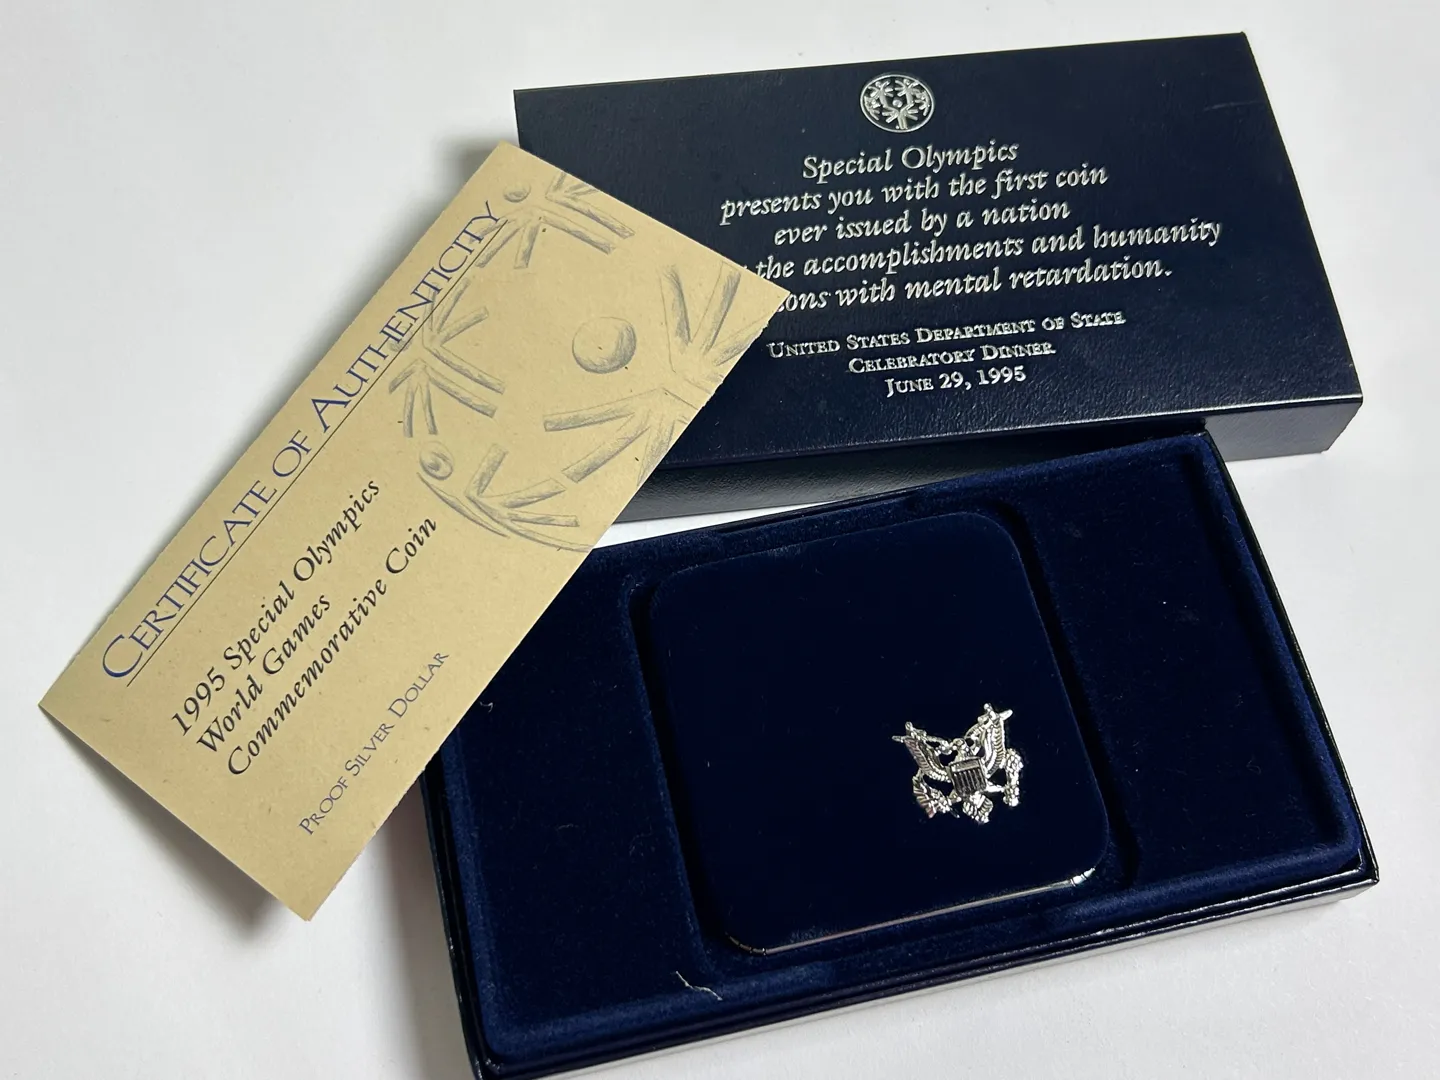 Special Olympics
presents you with the first coin
ever issued by a nation
the accomplishments and humanity
with mental retardation.
UNITED STATES DEPARTMENT OF STATE
CELEBRATORY DINNER
JUNE 29, 1995
CERTIFICATE OF AUTHENTICITY
1995 Special Olympics
World Games
Commemorative Coin
PROOF SILVER DOLLAR